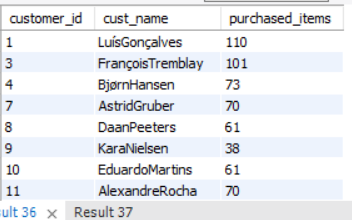 customer_id cust_name purchased_items
1 LuísGonçalves 110
3 FrançoisTremblay 101
4 BjørnHansen 73
7 AstridGruber 70
8 DaanPeeters 61
9 KaraNielsen 38
10 EduardoMartins 61
11 AlexandreRocha 70
ult 36 × Result 37